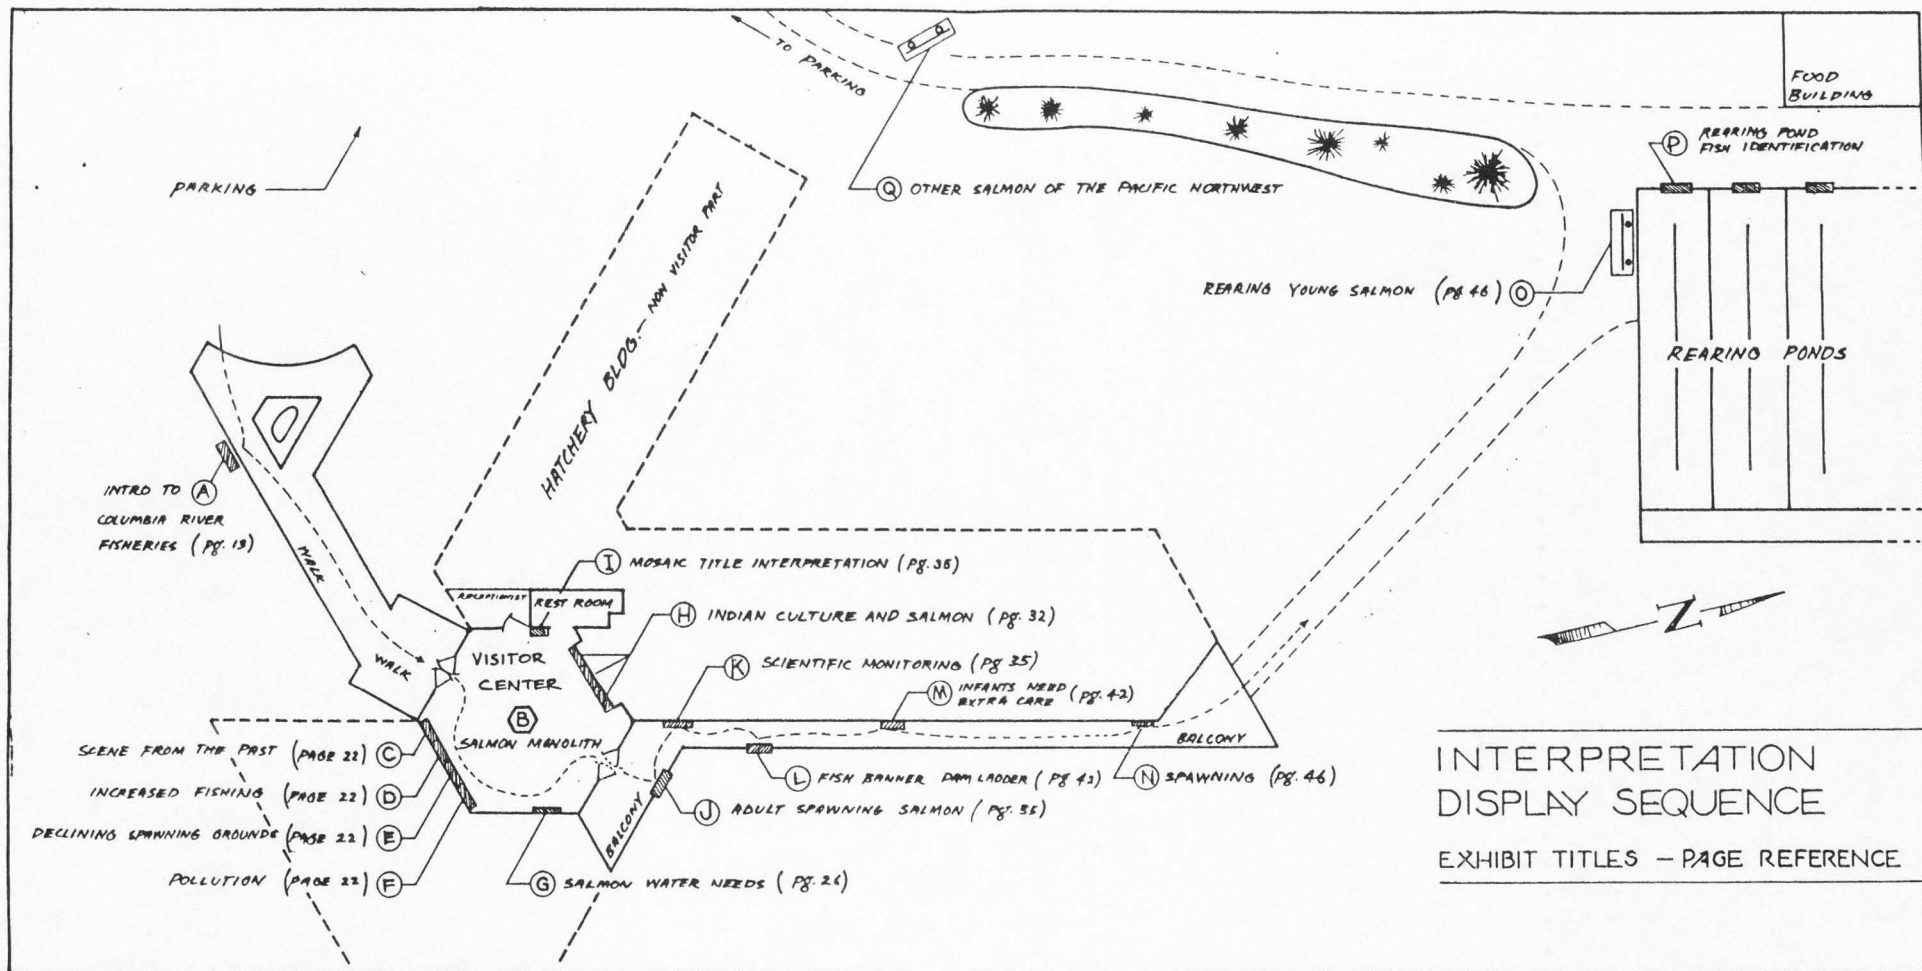 TO PARKING
FOOD
BUILDING
PARKING
P REARING POND
FISH IDENTIFICATION
Q OTHER SALMON OF THE PACIFIC NORTHWEST
HATCHERY BLDG. — NON VISITOR PART
REARING YOUNG SALMON (pg 46) O
REARING PONDS
INTRO TO A
COLUMBIA RIVER
FISHERIES (pg. 19)
WALK
WALK
I MOSAIC TITLE INTERPRETATION (pg. 35)
RECEPTIONIST
REST ROOM
H INDIAN CULTURE AND SALMON (pg. 32)
N
VISITOR
CENTER
K SCIENTIFIC MONITORING (pg 35)
M INFANTS NEED
EXTRA CARE (pg. 42)
B
SALMON MONOLITH
BALCONY
SCENE FROM THE PAST (PAGE 22) C
INCREASED FISHING (PAGE 22) D
DECLINING SPAWNING GROUNDS (PAGE 22) E
POLLUTION (PAGE 22) F
BALCONY
L FISH BANNER DAM LADDER (pg 42)
N SPAWNING (pg. 46)
J ADULT SPAWNING SALMON (pg. 35)
G SALMON WATER NEEDS (pg. 26)
INTERPRETATION
DISPLAY SEQUENCE
EXHIBIT TITLES – PAGE REFERENCE